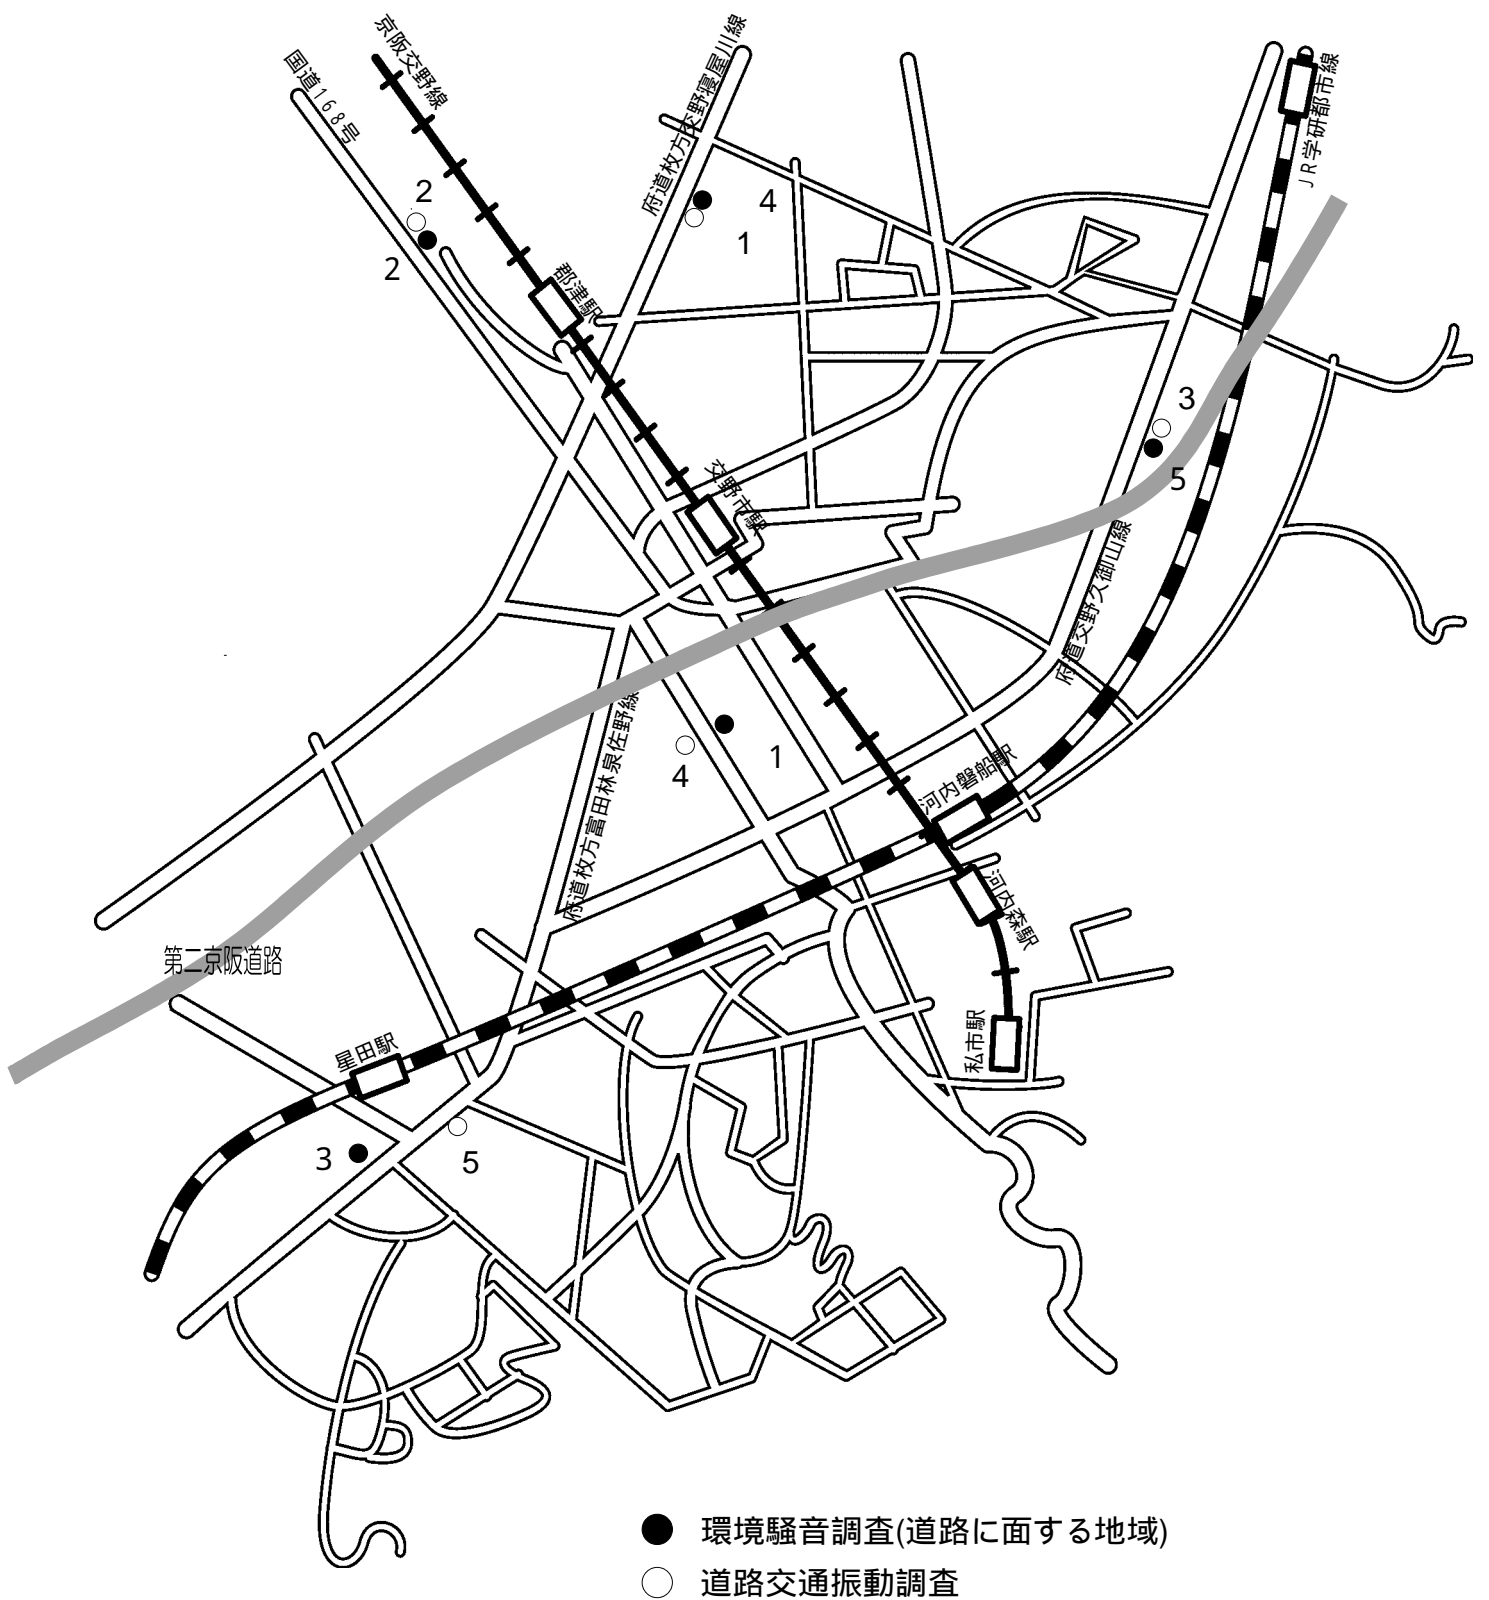 京阪交野線
国道168号
府道枚方交野寝屋川線
JR学研都市線
2
2
4
1
郡津駅
3
5
交野市駅
府道交野久御山線
府道枚方富田林泉佐野線
1
4
河内磐船駅
河内森駅
第二京阪道路
私市駅
星田駅
3
5
環境騒音調査(道路に面する地域)
道路交通振動調査